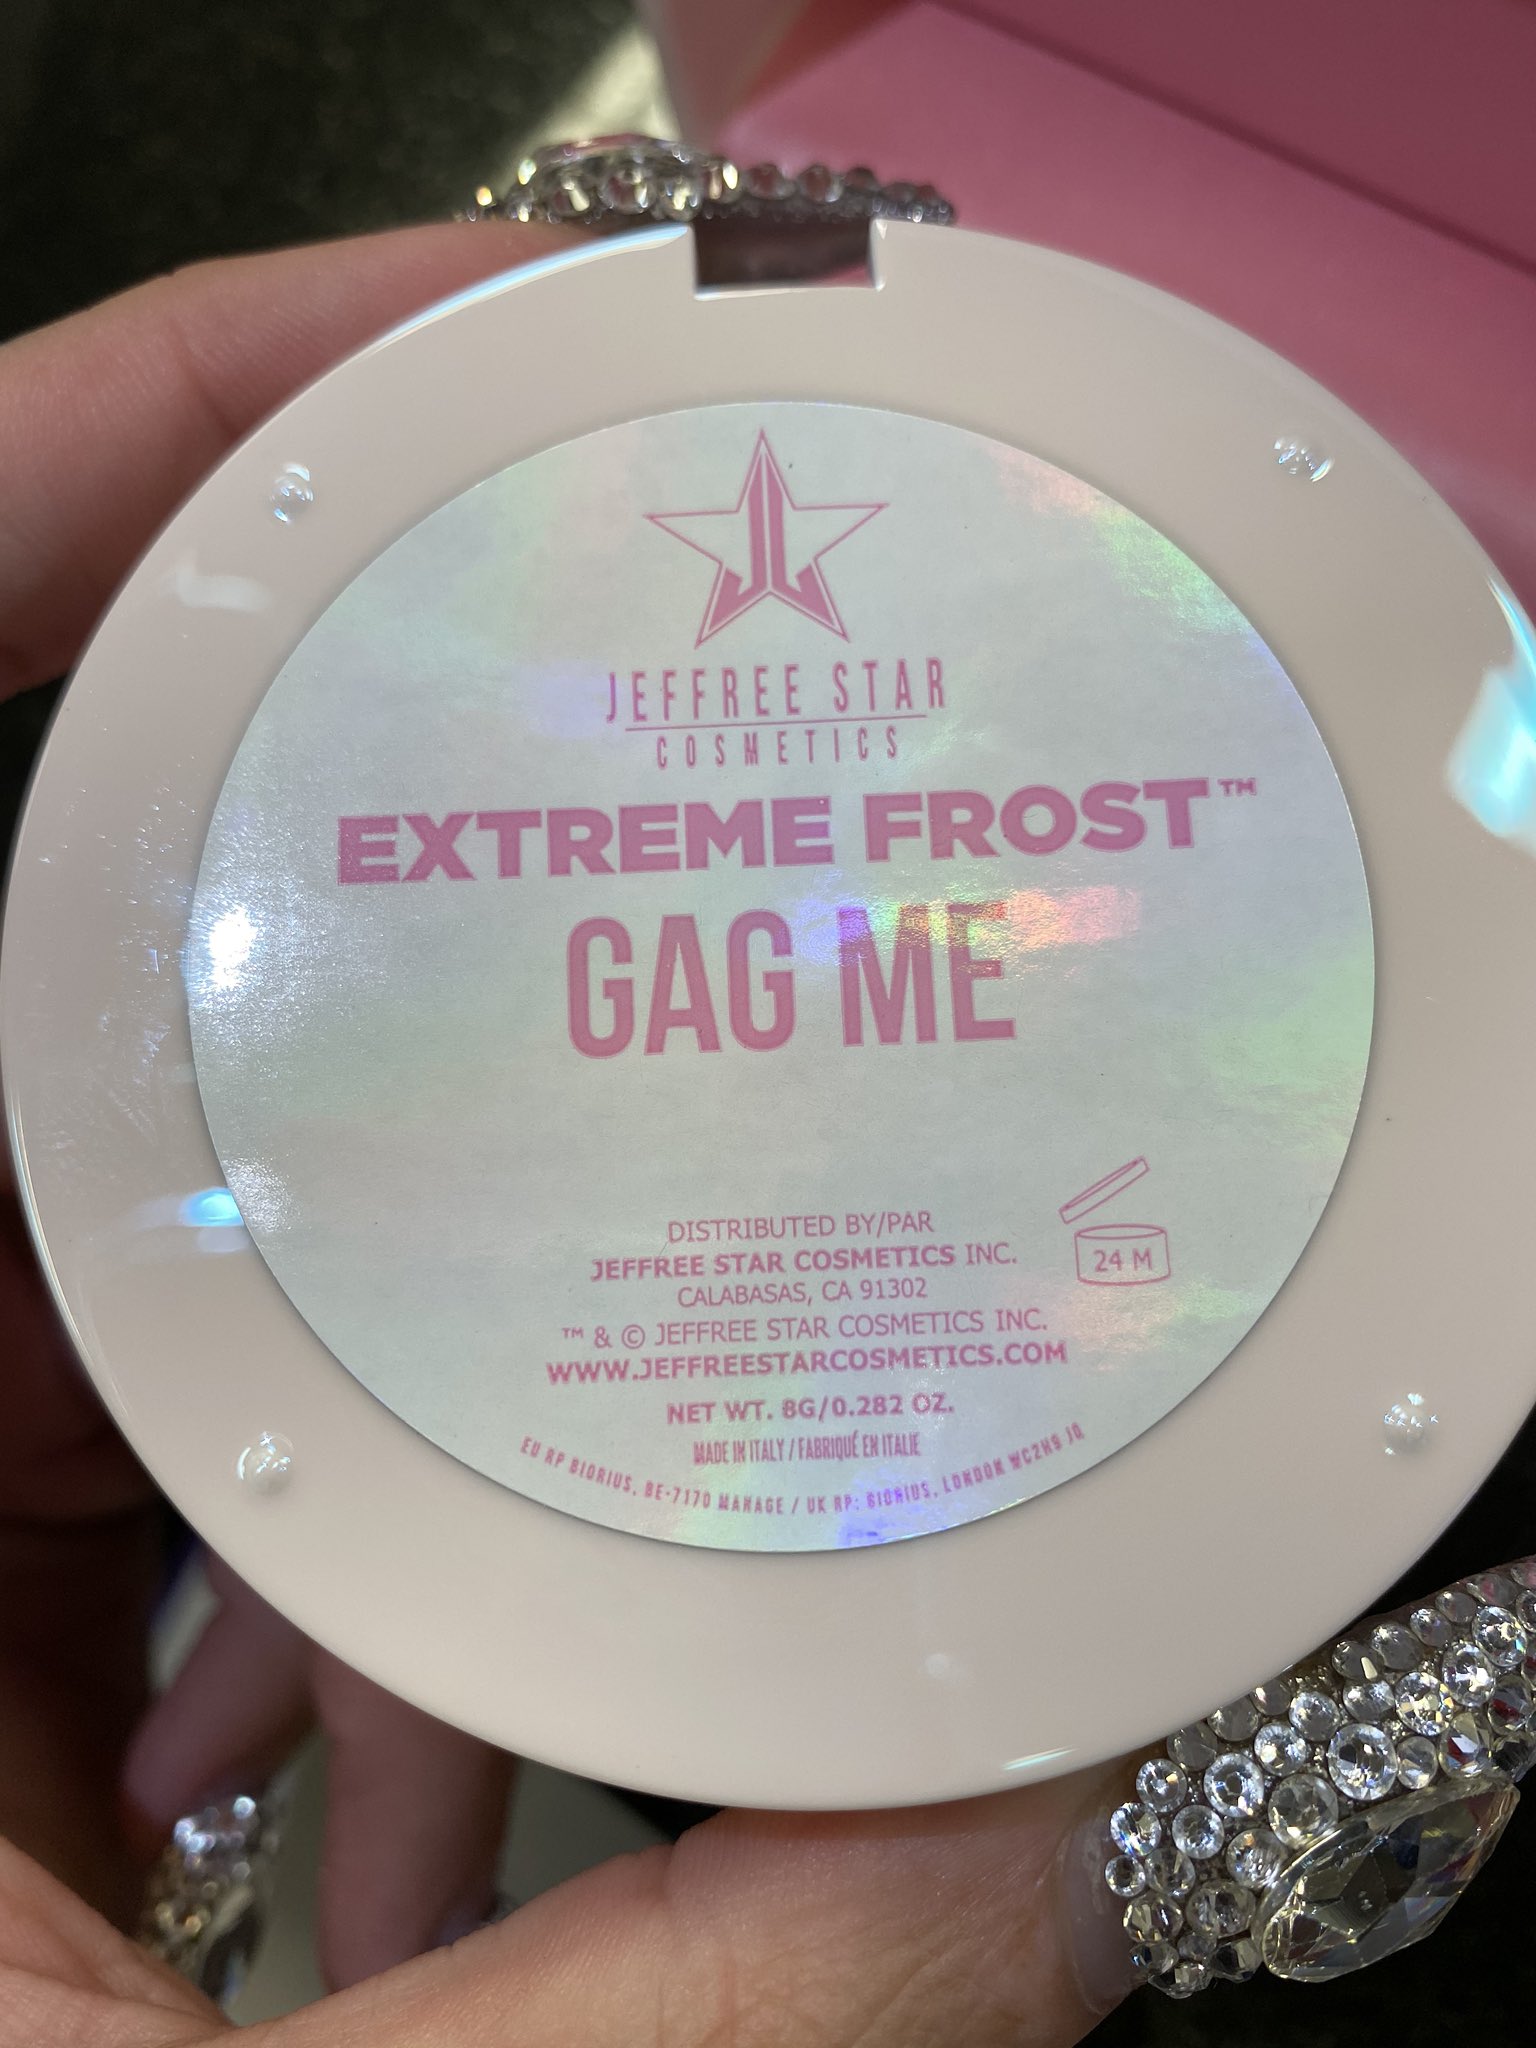 JEFFREE STAR
COSMETICS
EXTREME FROST™
GAG ME
DISTRIBUTED BY/PAR
JEFFREE STAR COSMETICS INC.
CALABASAS, CA 91302
™ & © JEFFREE STAR COSMETICS INC.
WWW.JEFFREESTARCOSMETICS.COM
24 M
NET WT. 8G/0.282 OZ.
MADE IN ITALY / FABRIQUÉ EN ITALIE
EU RP BIORIUS, BE-7170 MANAGE / UK RP: BIORIUS, LONDON WC2H9 JQ